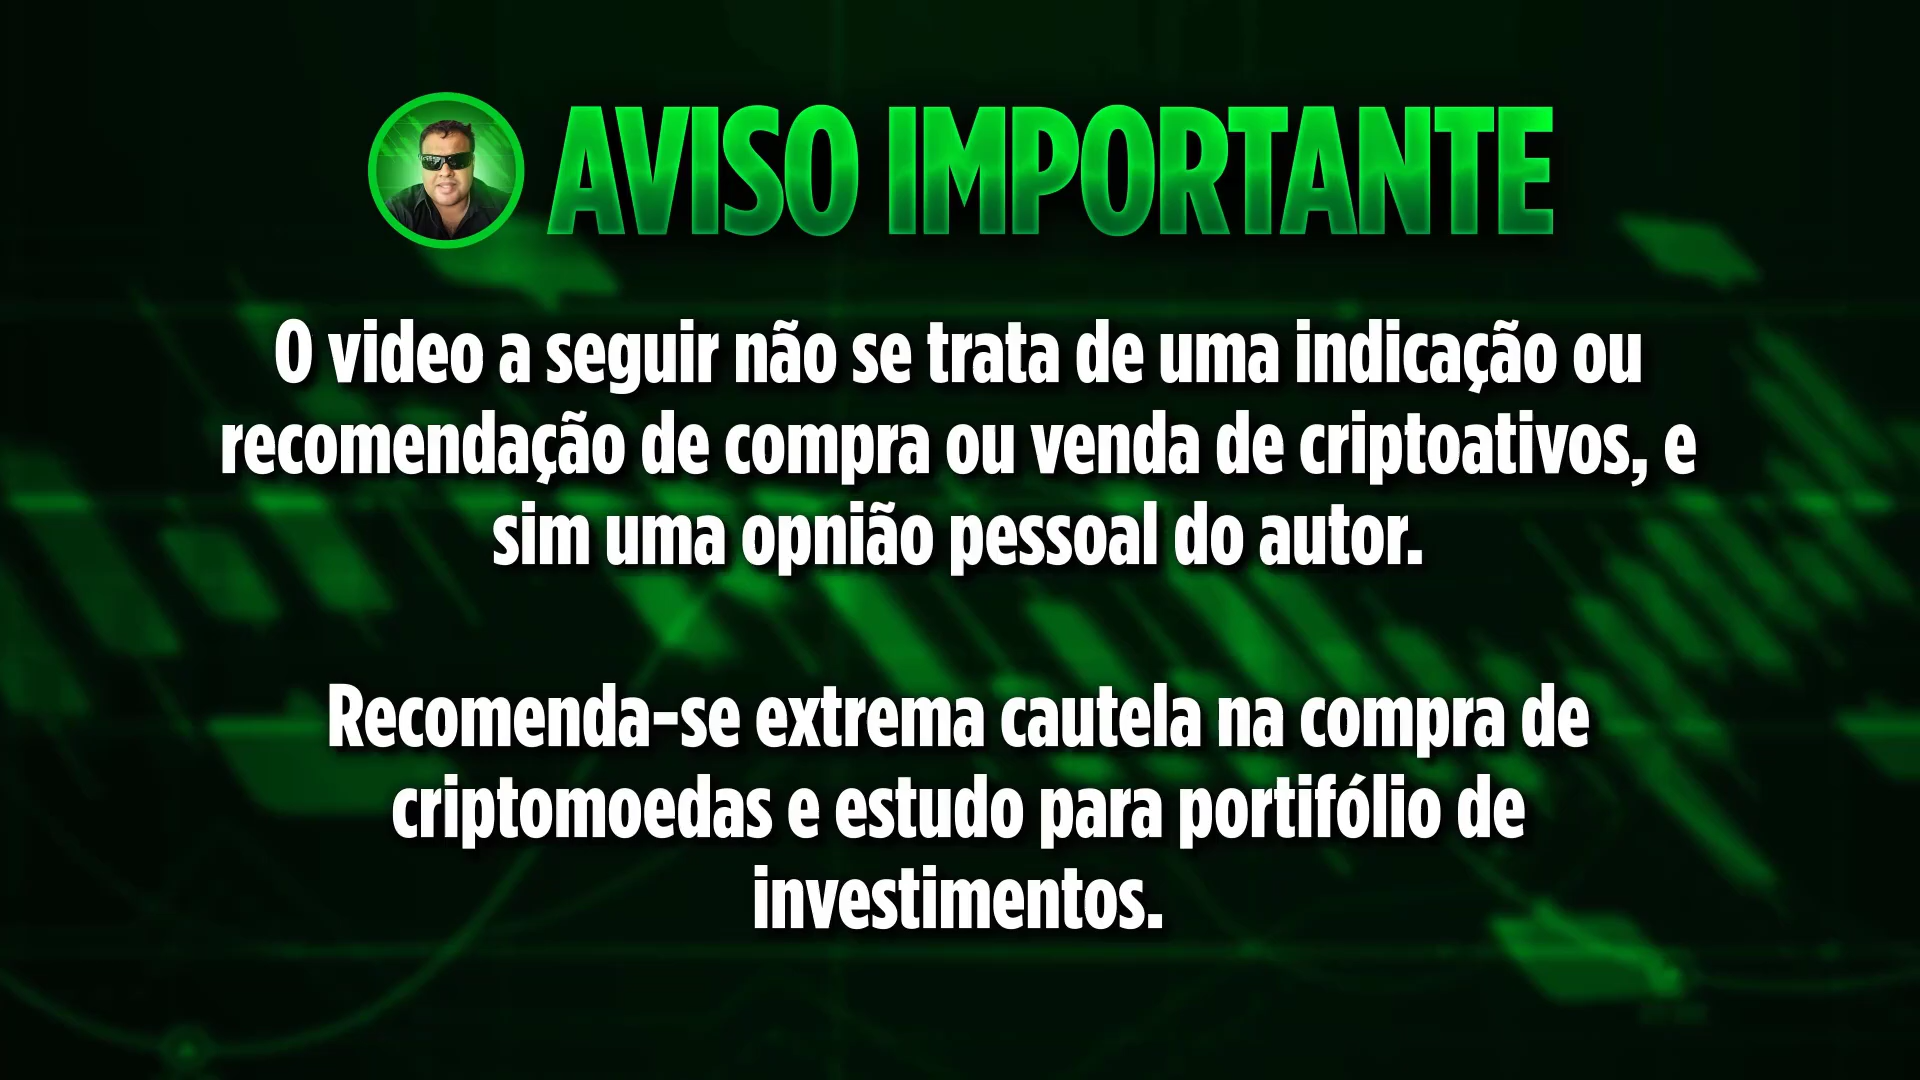 AVISO IMPORTANTE
O video a seguir não se trata de uma indicação ou
recomendação de compra ou venda de criptoativos, e
sim uma opnião pessoal do autor.
Recomenda-se extrema cautela na compra de
criptomoedas e estudo para portifólio de
investimentos.